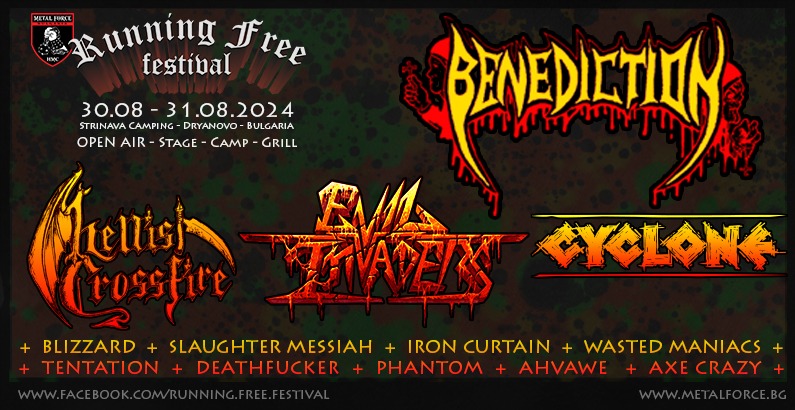 METAL FORCE
HMC
Running Free
festival
30.08 - 31.08.2024
Strinava Camping - Dryanovo - Bulgaria
OPEN AIR - Stage - Camp - Grill
BENEDICTION
Hellish
Crossfire
EVIL
INVADERS
CYCLONE
+ BLIZZARD + SLAUGHTER MESSIAH + IRON CURTAIN + WASTED MANIACS +
+ TENTATION + DEATHFUCKER + PHANTOM + AHVAWE + AXE CRAZY +
WWW.FACEBOOK.COM/RUNNING.FREE.FESTIVAL
WWW.METALFORCE.BG